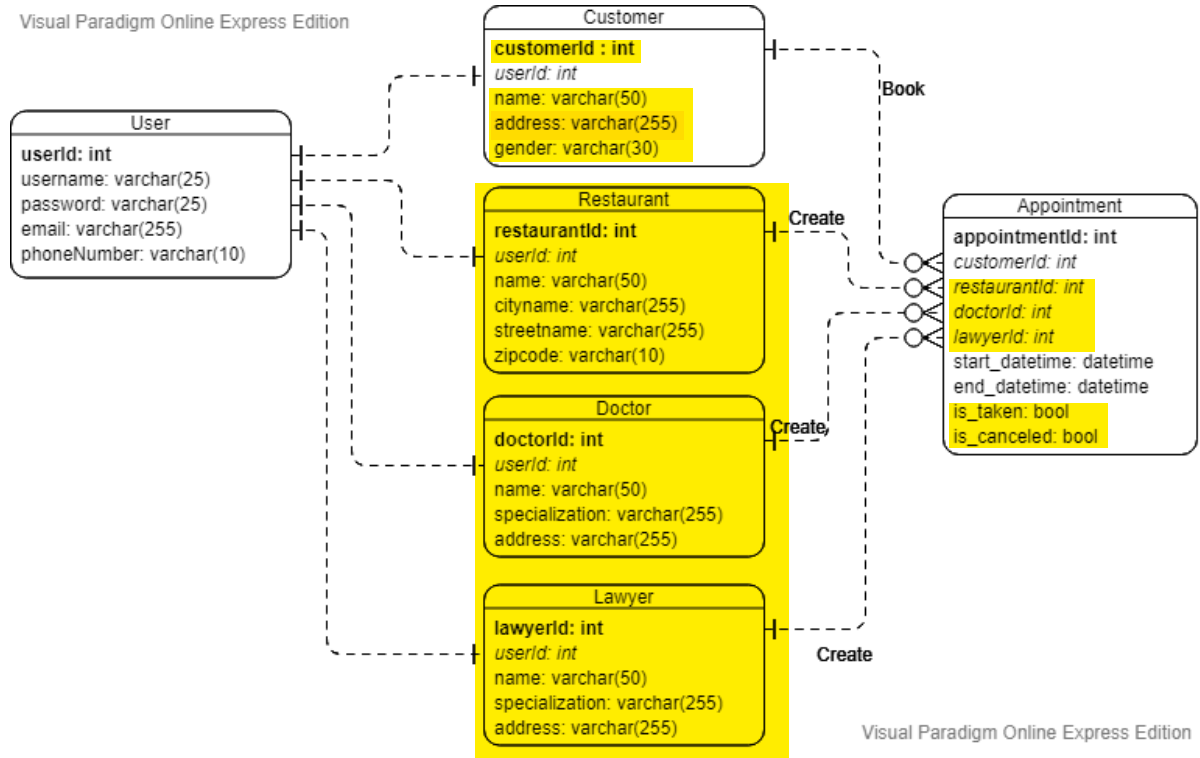 Visual Paradigm Online Express Edition
Customer
customerId : int
userId: int
name: varchar(50)
address: varchar(255)
gender: varchar(30)
Book
User
userId: int
username: varchar(25)
password: varchar(25)
email: varchar(255)
phoneNumber: varchar(10)
Restaurant
restaurantId: int
userId: int
name: varchar(50)
cityname: varchar(255)
streetname: varchar(255)
zipcode: varchar(10)
Create
Appointment
appointmentId: int
customerId: int
restaurantId: int
doctorId: int
lawyerId: int
start_datetime: datetime
end_datetime: datetime
is_taken: bool
is_canceled: bool
Doctor
doctorId: int
userId: int
name: varchar(50)
specialization: varchar(255)
address: varchar(255)
Create
Lawyer
lawyerId: int
userId: int
name: varchar(50)
specialization: varchar(255)
address: varchar(255)
Create
Visual Paradigm Online Express Edition